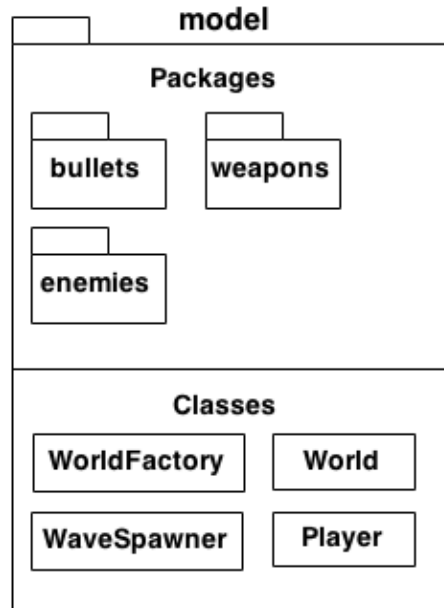 model
Packages
bullets
weapons
enemies
Classes
WorldFactory
World
WaveSpawner
Player